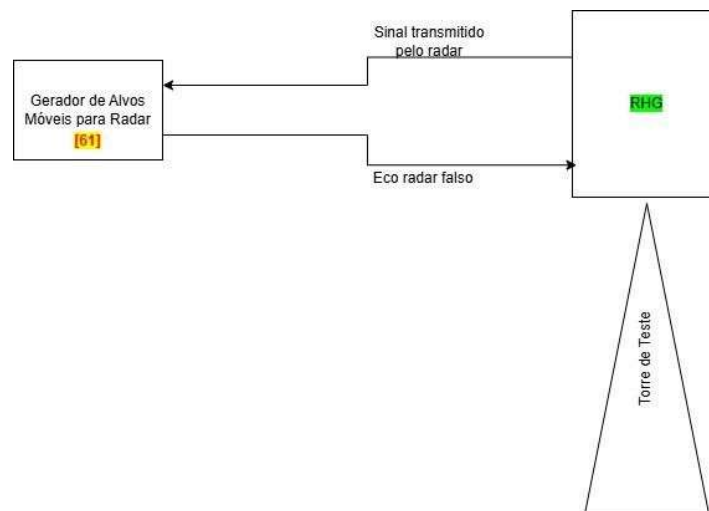 Sinal transmitido
pelo radar
Gerador de Alvos
Móveis para Radar
[61]
RHG
Eco radar falso
Torre de Teste